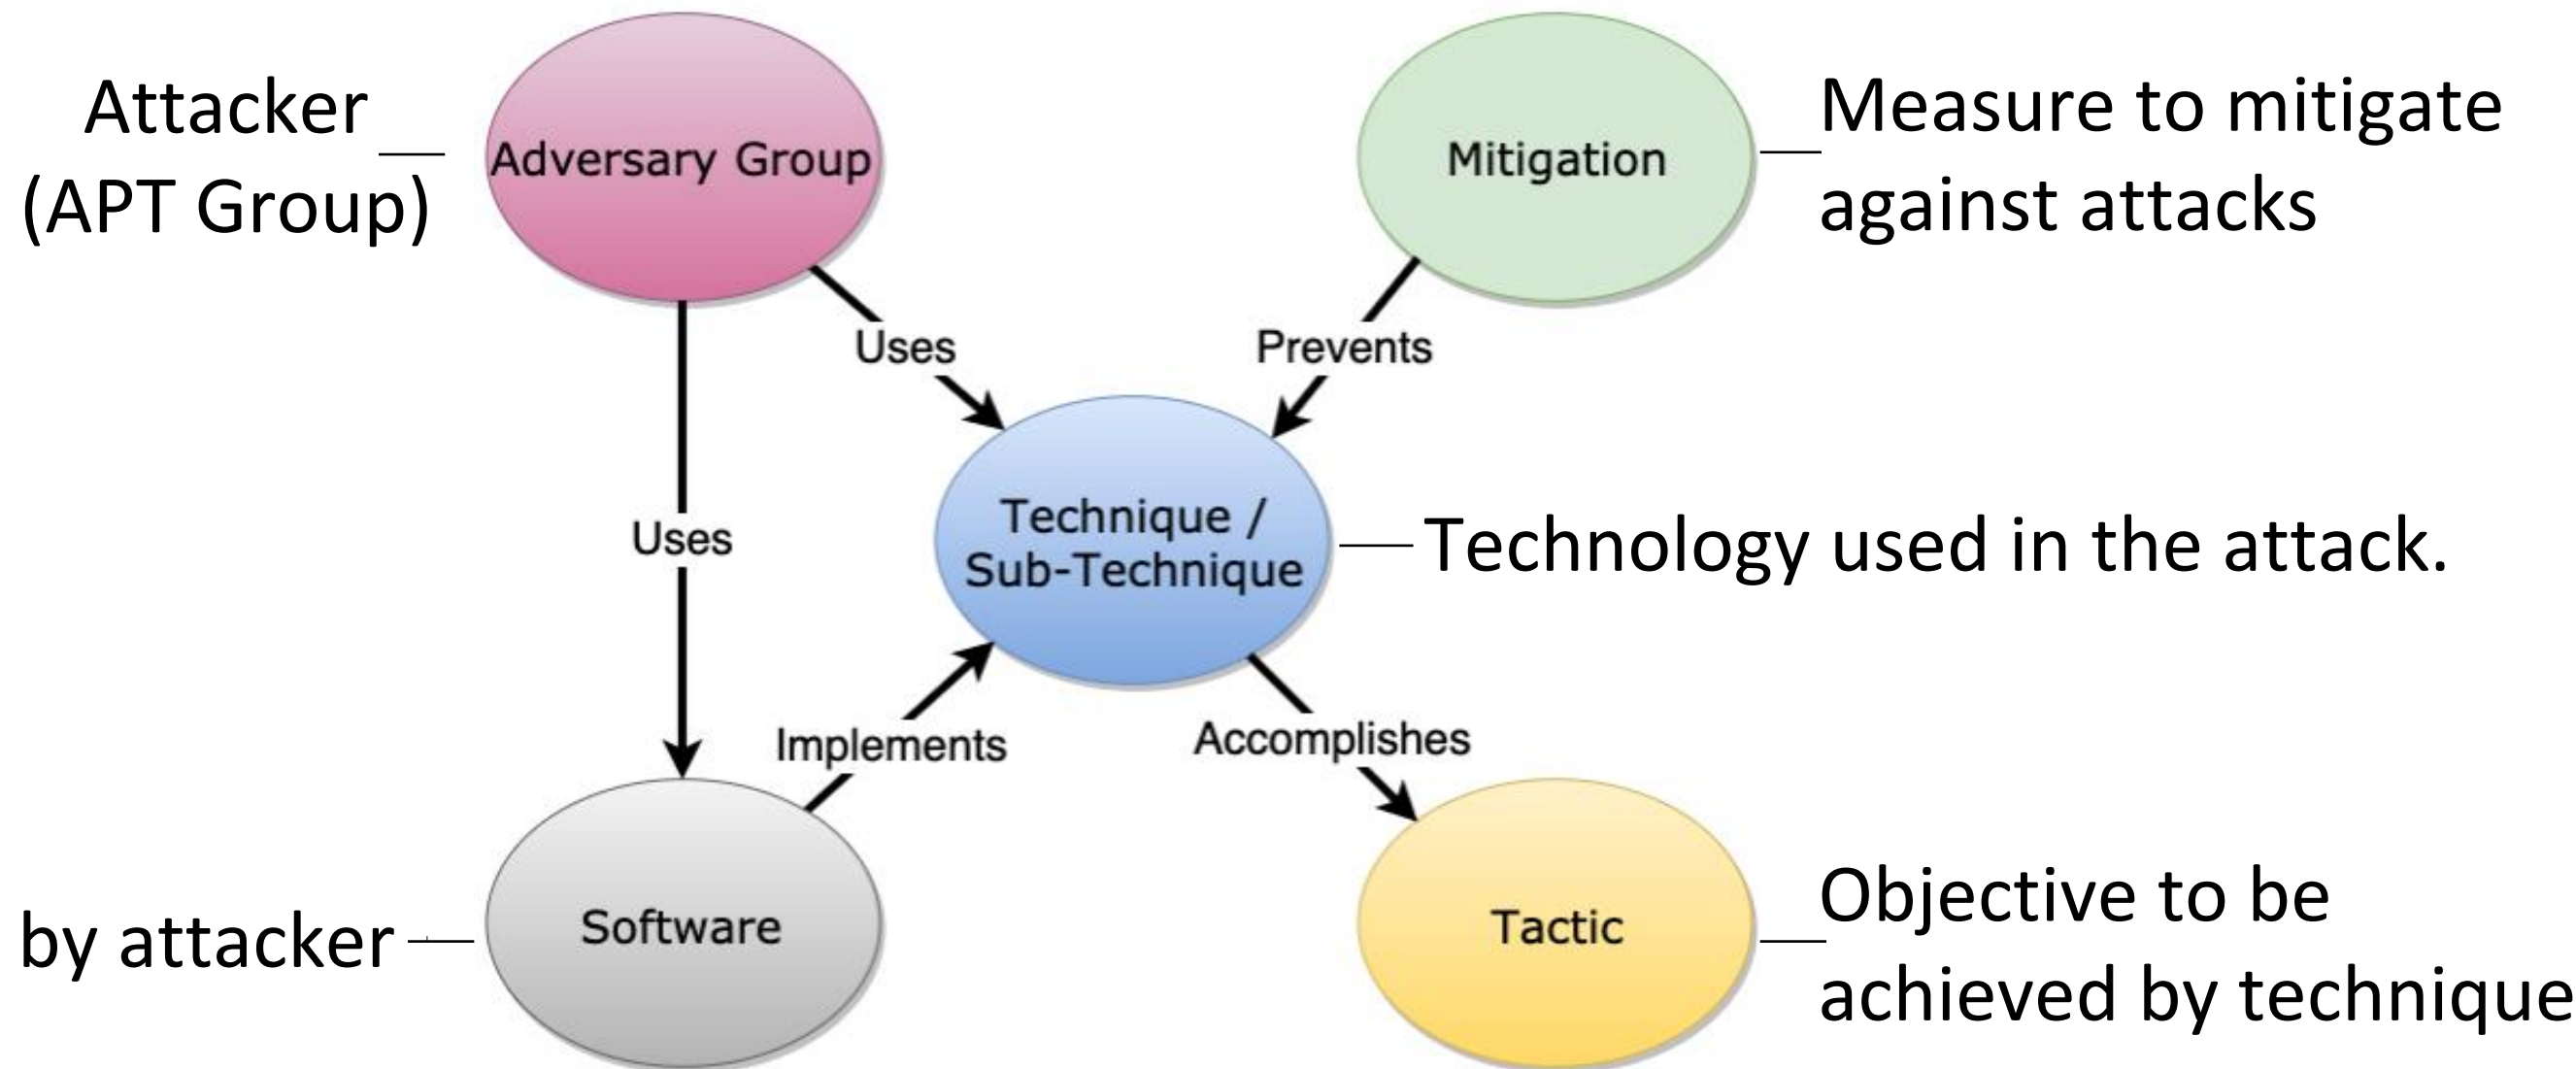 Attacker
(APT Group)
Adversary Group
Mitigation
Measure to mitigate
against attacks
Uses
Prevents
Uses
Technique /
Sub-Technique
Technology used in the attack.
Implements
Accomplishes
by attacker
Software
Tactic
Objective to be
achieved by technique